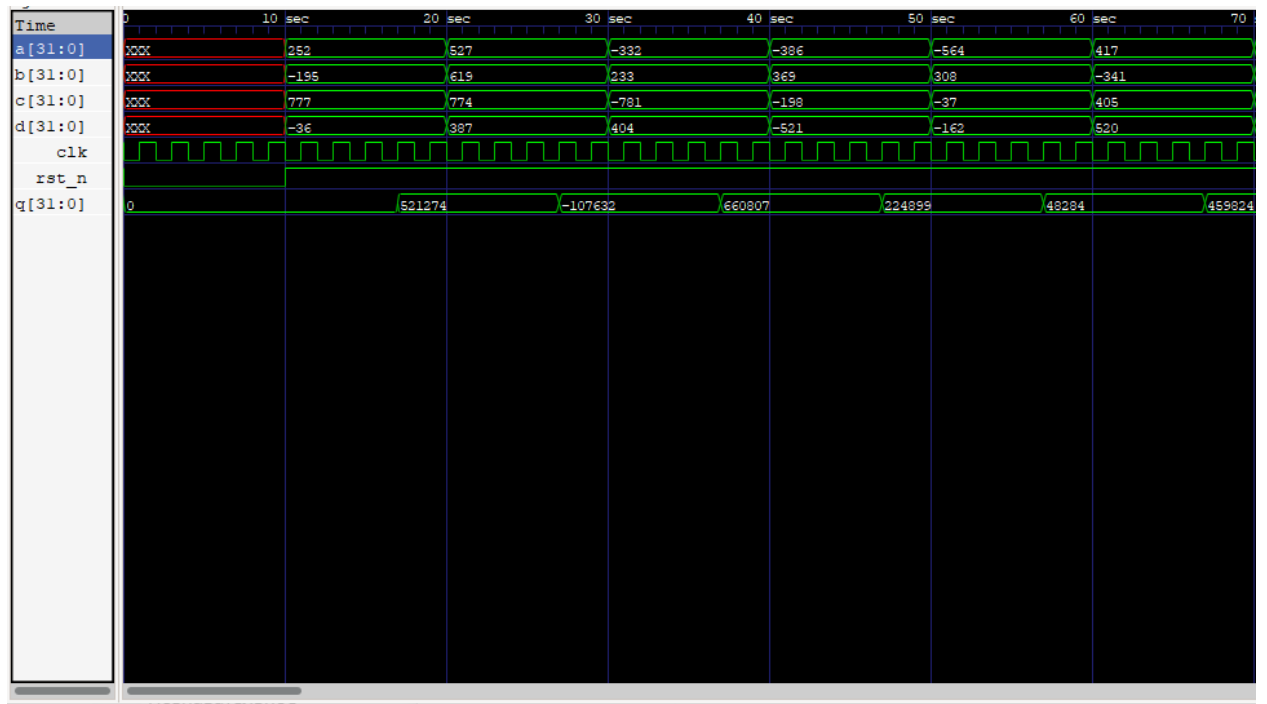 Time 0 10 sec 20 sec 30 sec 40 sec 50 sec 60 sec 70
a[31:0] XXX 252 527 -332 -386 -564 417
b[31:0] XXX -195 619 233 369 308 -341
c[31:0] XXX 777 774 -781 -198 -37 405
d[31:0] XXX -36 387 404 -521 -162 520
clk
rst_n
q[31:0] 0 521274 -107632 660807 224899 48284 459824